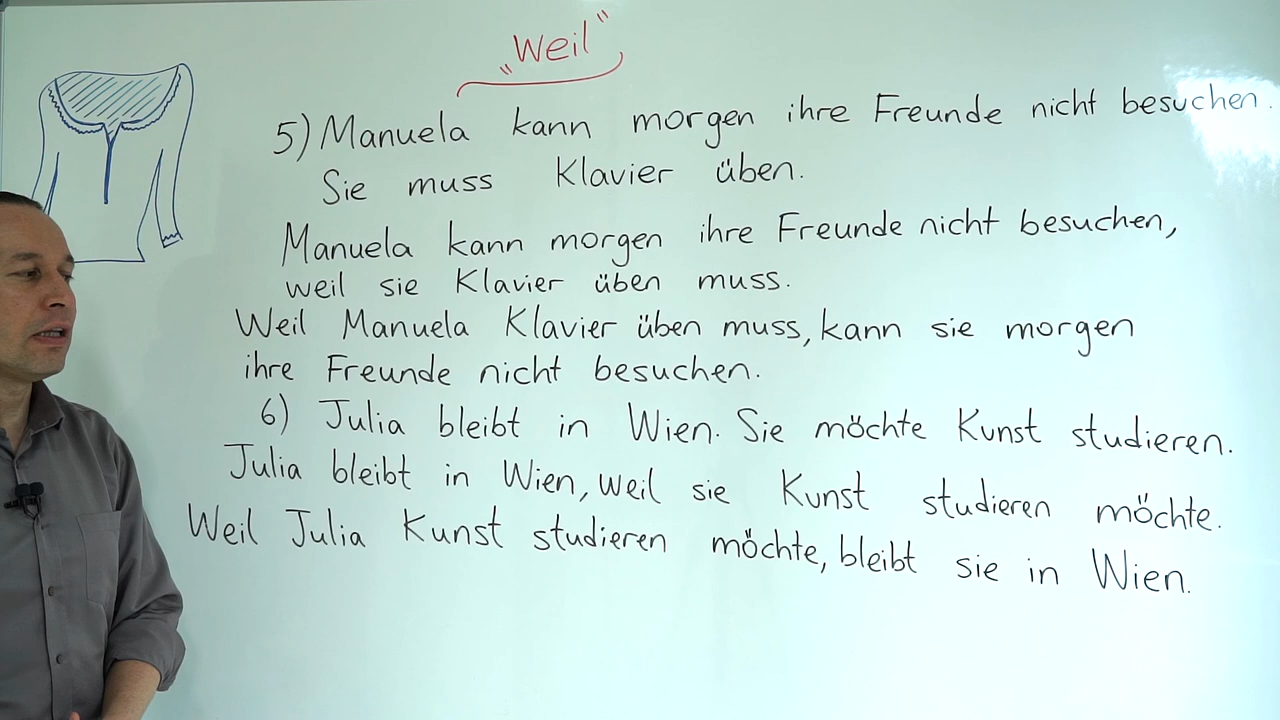 „Weil"
5) Manuela kann morgen ihre Freunde nicht besuchen.
Sie muss Klavier üben.
Manuela kann morgen ihre Freunde nicht besuchen,
weil sie Klavier üben muss.
Weil Manuela Klavier üben muss, kann sie morgen
ihre Freunde nicht besuchen.
6) Julia bleibt in Wien. Sie möchte Kunst studieren.
Julia bleibt in Wien, weil sie Kunst studieren möchte.
Weil Julia Kunst studieren möchte, bleibt sie in Wien.